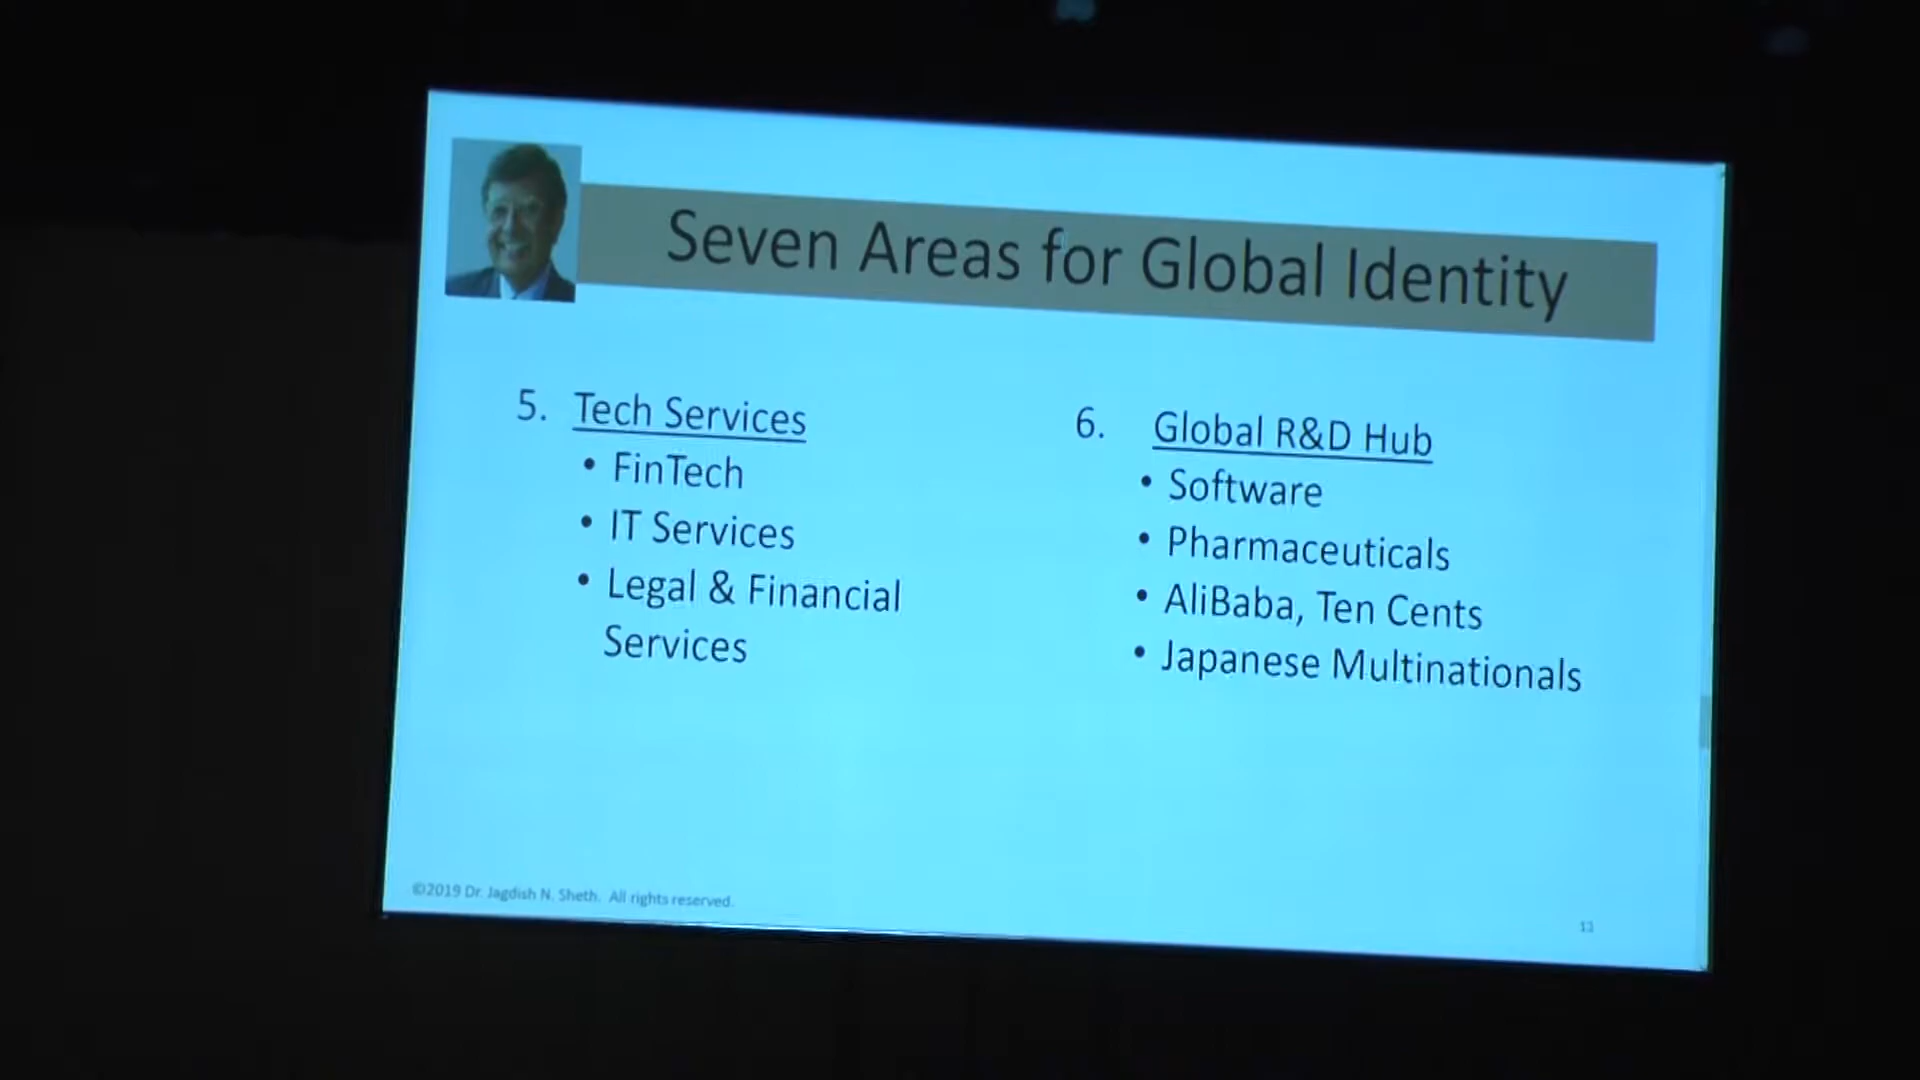 Seven Areas for Global Identity
5. Tech Services
• FinTech
• IT Services
• Legal & Financial
Services
6. Global R&D Hub
• Software
• Pharmaceuticals
• AliBaba, Ten Cents
• Japanese Multinationals
©2019 Dr. Jagdish N. Sheth. All rights reserved.